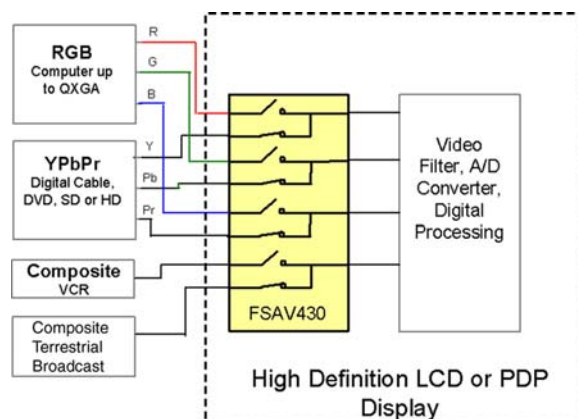 RGB
Computer up
to QXGA
R
G
B
YPbPr
Digital Cable,
DVD, SD or HD
Y
Pb
Pr
Composite
VCR
Composite
Terrestrial
Broadcast
FSAV430
Video
Filter, A/D
Converter,
Digital
Processing
High Definition LCD or PDP
Display